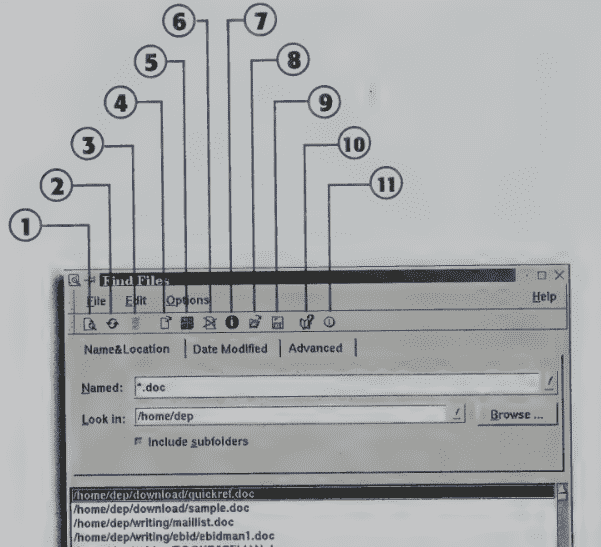 7
6
8
5
9
4
10
3
11
2
1
Find Files
File Edit Options Help
Name&Location Date Modified Advanced
Named: *.doc
Look in: /home/dep Browse ...
Include subfolders
/home/dep/download/quickref.doc
/home/dep/download/sample.doc
/home/dep/writing/maillist.doc
/home/dep/writing/ebid/ebidman1.doc